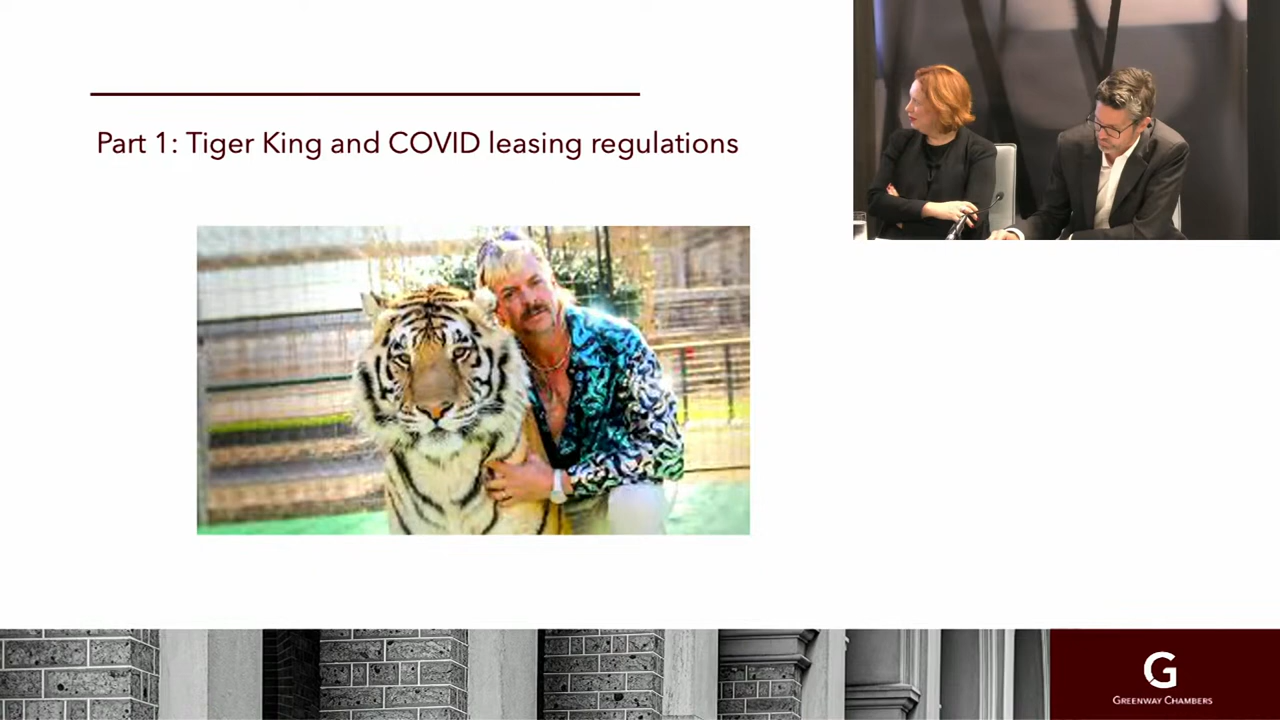 Part 1: Tiger King and COVID leasing regulations
G
GREENWAY CHAMBERS